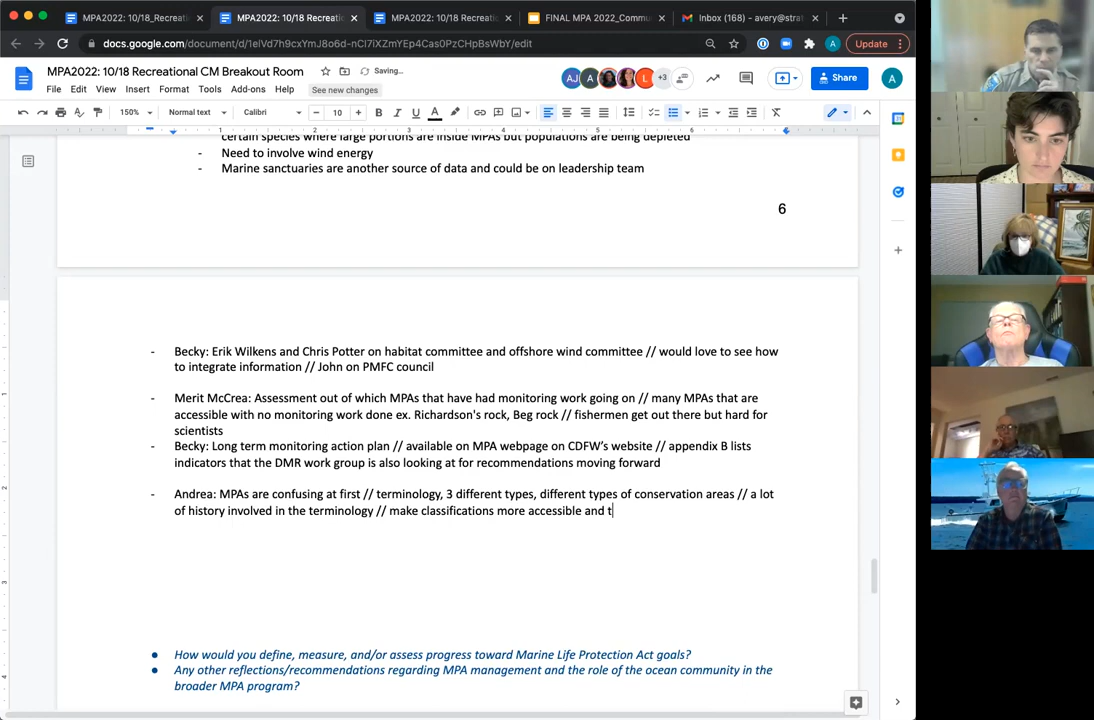 MPA2022: 10/18_Recreati
MPA2022: 10/18 Recreatio
MPA2022: 10/18 Recreatio
FINAL MPA 2022_Commu
Inbox (168) – avery@strat
docs.google.com/document/d/1elVd7h9cxYmJ8o6d-nCI7iXZmYEp4Cas0PzCHpBsWbY/edit
Update
MPA2022: 10/18 Recreational CM Breakout Room
Saving...
File Edit View Insert Format Tools Add-ons Help
See new changes
AJ A L +3
Share
A
150% Normal text Calibri 10
certain species where large portions are inside MPAs but populations are being depleted
- Need to involve wind energy
- Marine sanctuaries are another source of data and could be on leadership team
6
- Becky: Erik Wilkens and Chris Potter on habitat committee and offshore wind committee // would love to see how
to integrate information // John on PMFC council
- Merit McCrea: Assessment out of which MPAs that have had monitoring work going on // many MPAs that are
accessible with no monitoring work done ex. Richardson's rock, Beg rock // fishermen get out there but hard for
scientists
- Becky: Long term monitoring action plan // available on MPA webpage on CDFW's website // appendix B lists
indicators that the DMR work group is also looking at for recommendations moving forward
- Andrea: MPAs are confusing at first // terminology, 3 different types, different types of conservation areas // a lot
of history involved in the terminology // make classifications more accessible and t
● How would you define, measure, and/or assess progress toward Marine Life Protection Act goals?
● Any other reflections/recommendations regarding MPA management and the role of the ocean community in the
broader MPA program?